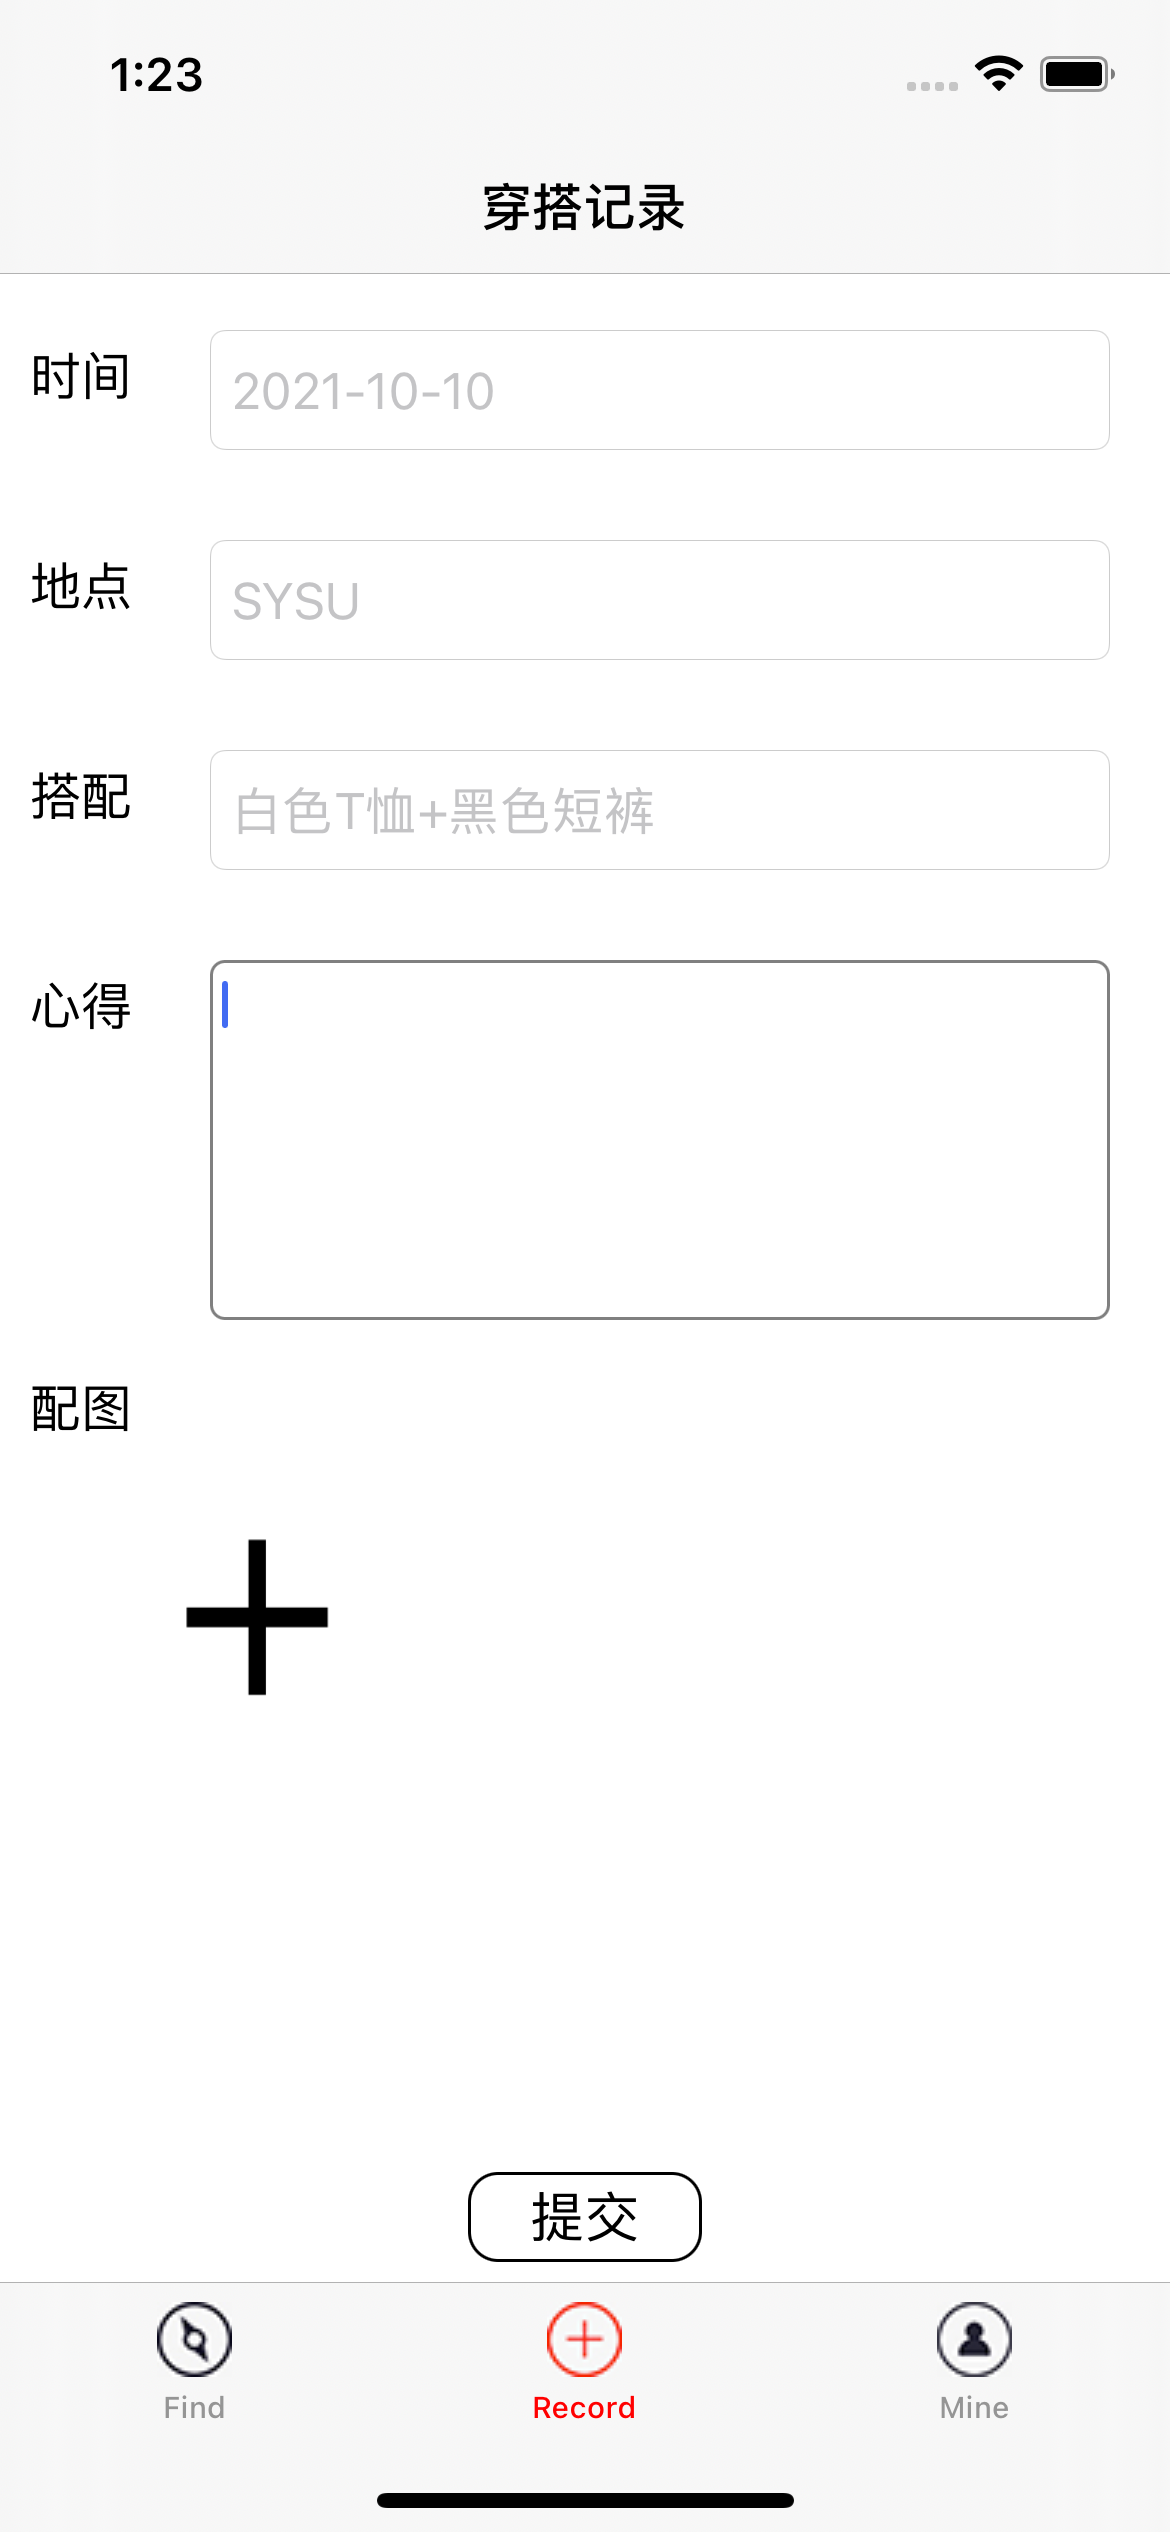 1:23
穿搭记录
时间
2021-10-10
地点
SYSU
搭配
白色T恤+黑色短裤
心得
配图
提交
Find
Record
Mine